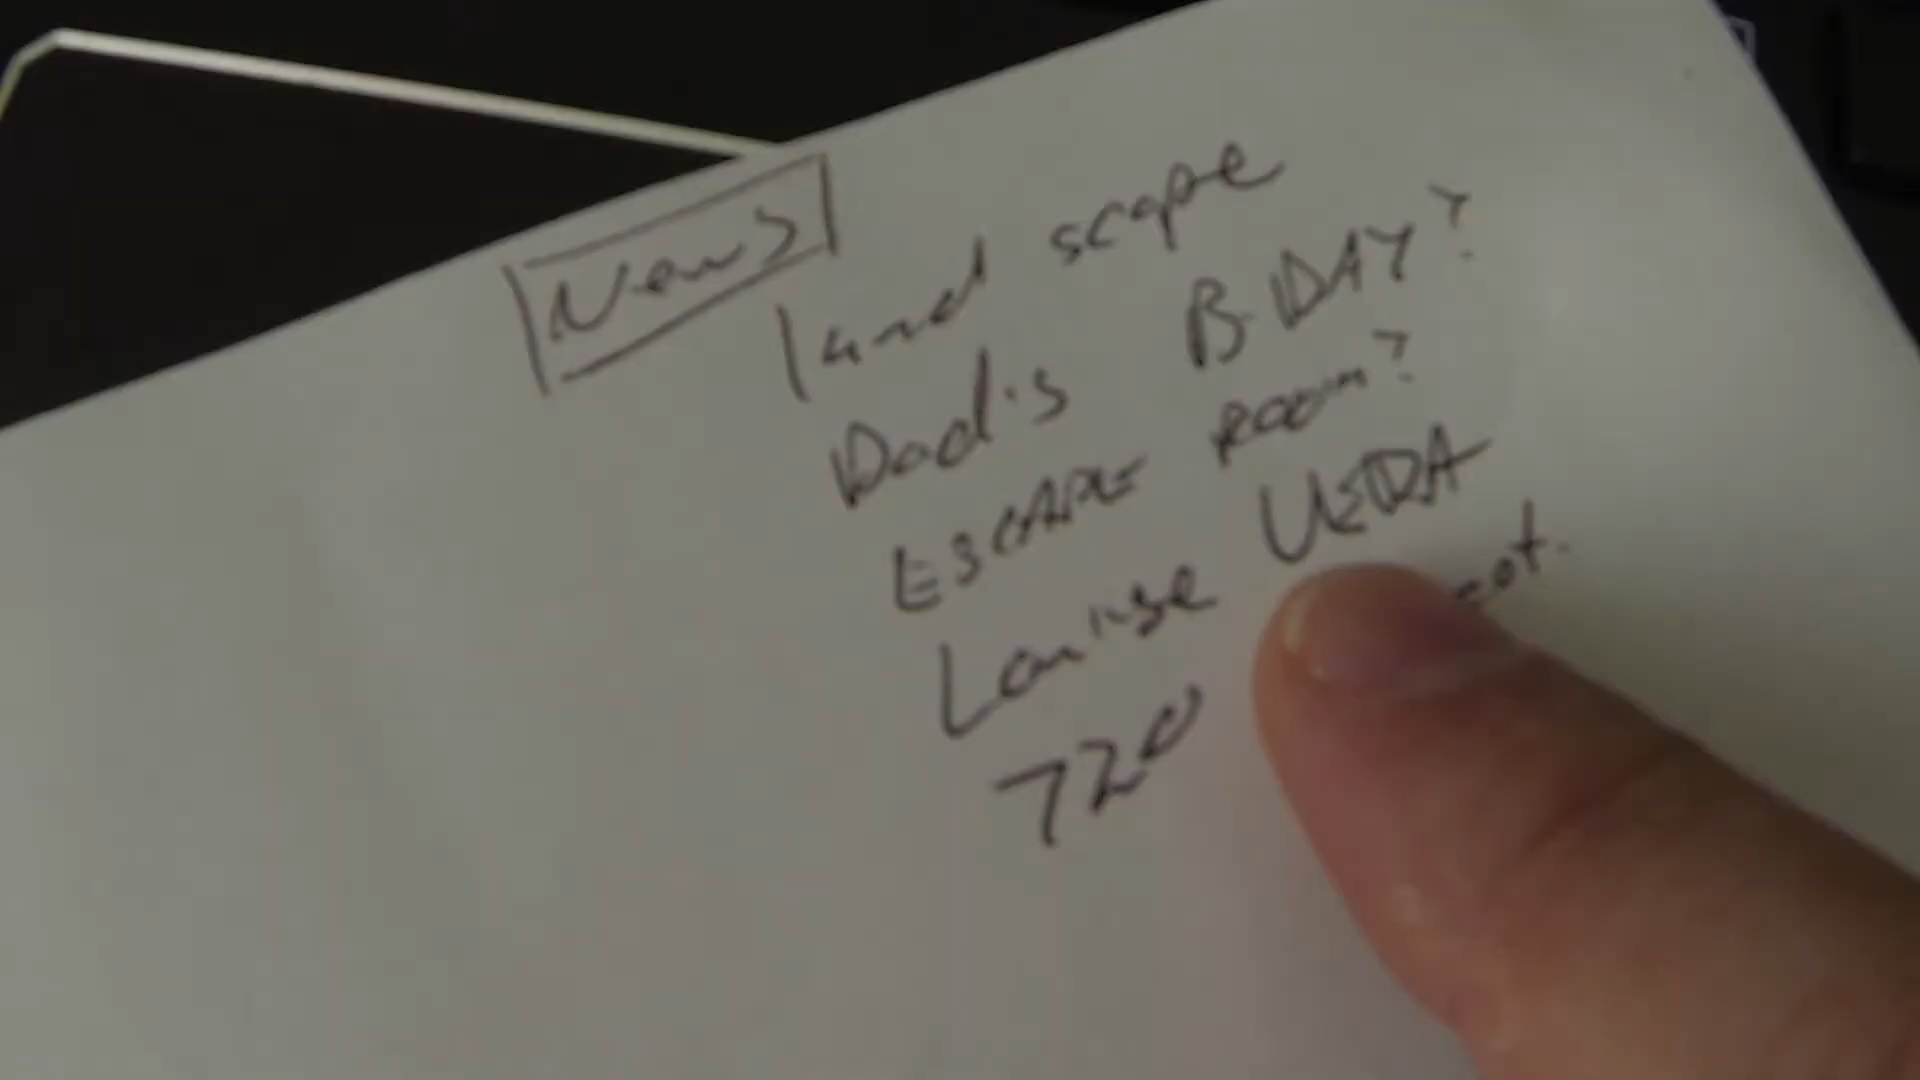 News
land scape
Dad's B-DAY?
ESCAPE ROOM?
Louise UEDA
720